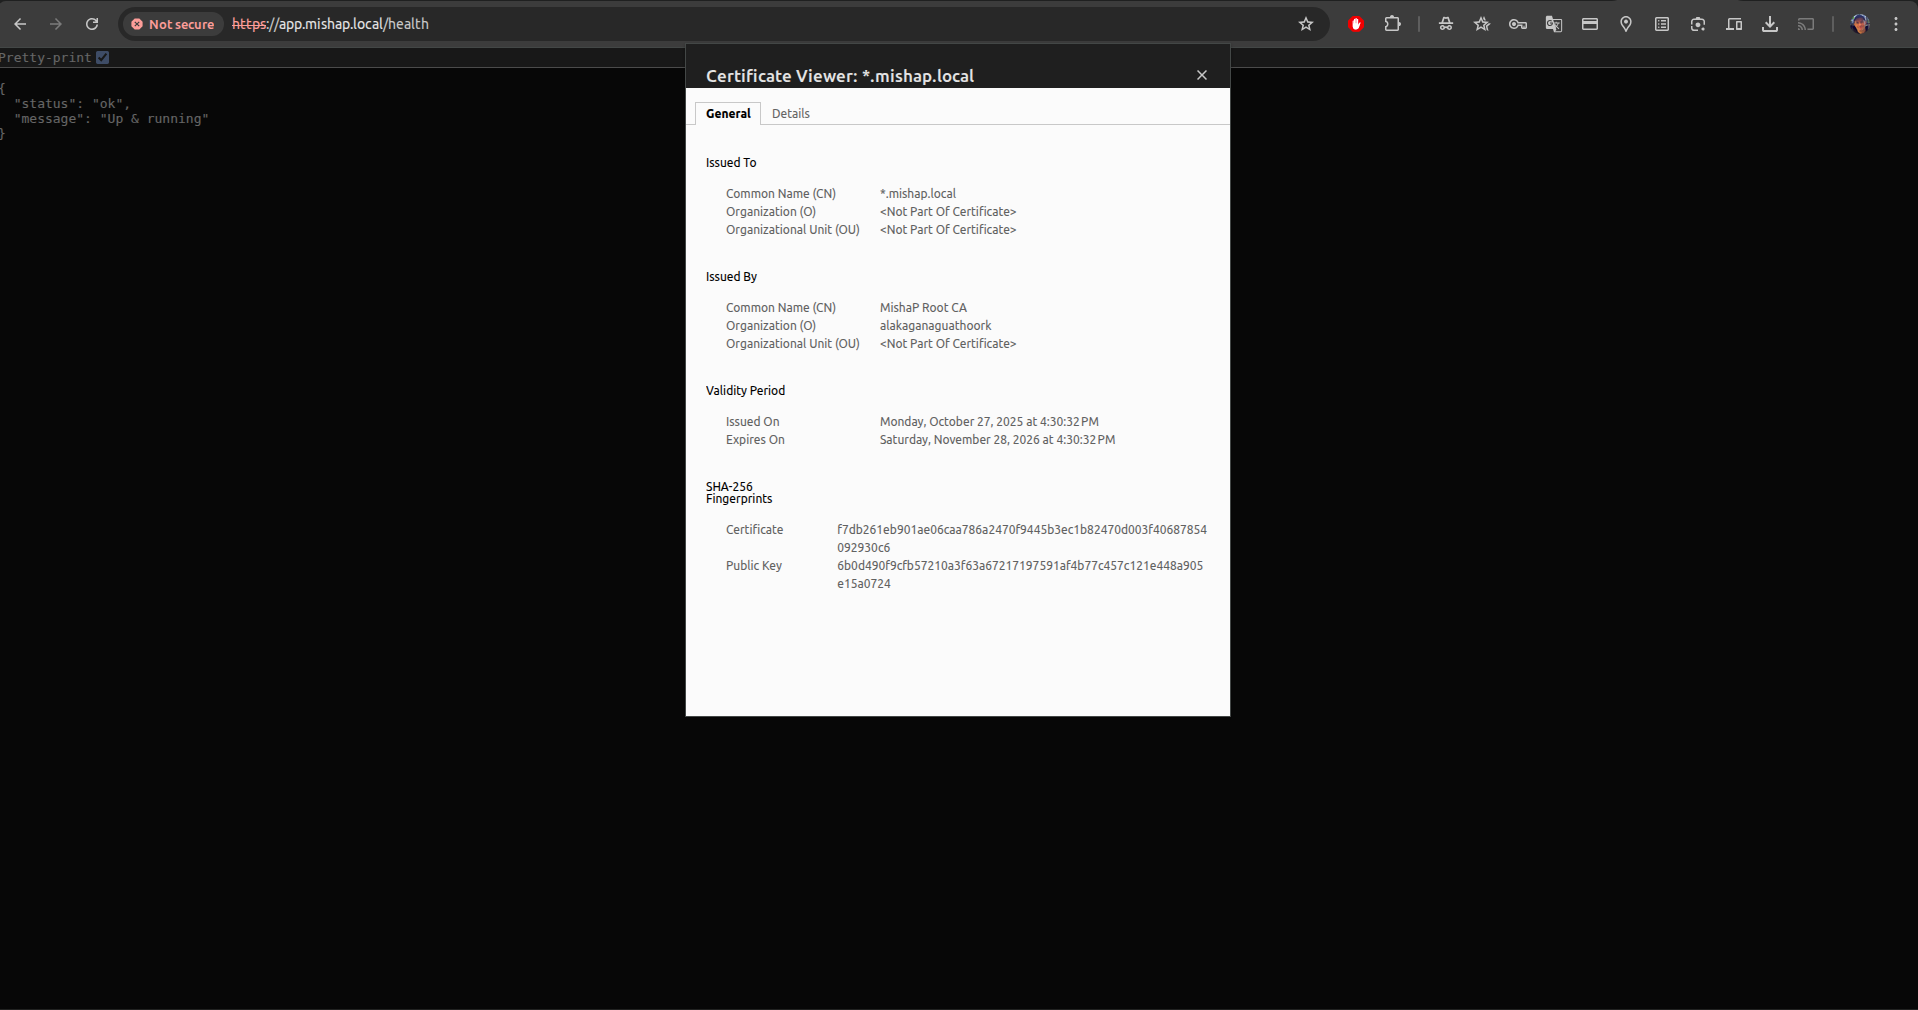 Not secure https://app.mishap.local/health
Pretty-print
{
"status": "ok",
"message": "Up & running"
}
Certificate Viewer: *.mishap.local
General Details
Issued To
Common Name (CN) *.mishap.local
Organization (O) <Not Part Of Certificate>
Organizational Unit (OU) <Not Part Of Certificate>
Issued By
Common Name (CN) MishaP Root CA
Organization (O) alakaganaguathoork
Organizational Unit (OU) <Not Part Of Certificate>
Validity Period
Issued On Monday, October 27, 2025 at 4:30:32 PM
Expires On Saturday, November 28, 2026 at 4:30:32 PM
SHA-256
Fingerprints
Certificate f7db261eb901ae06caa786a2470f9445b3ec1b82470d003f40687854
092930c6
Public Key 6b0d490f9cfb57210a3f63a67217197591af4b77c457c121e448a905
e15a0724